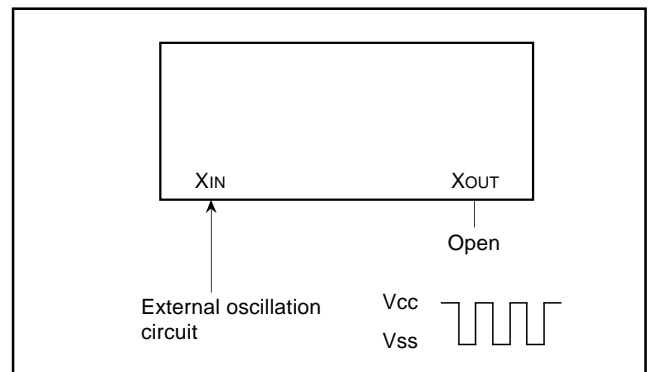 XIN XOUT
Open
External oscillation
circuit
Vcc
Vss